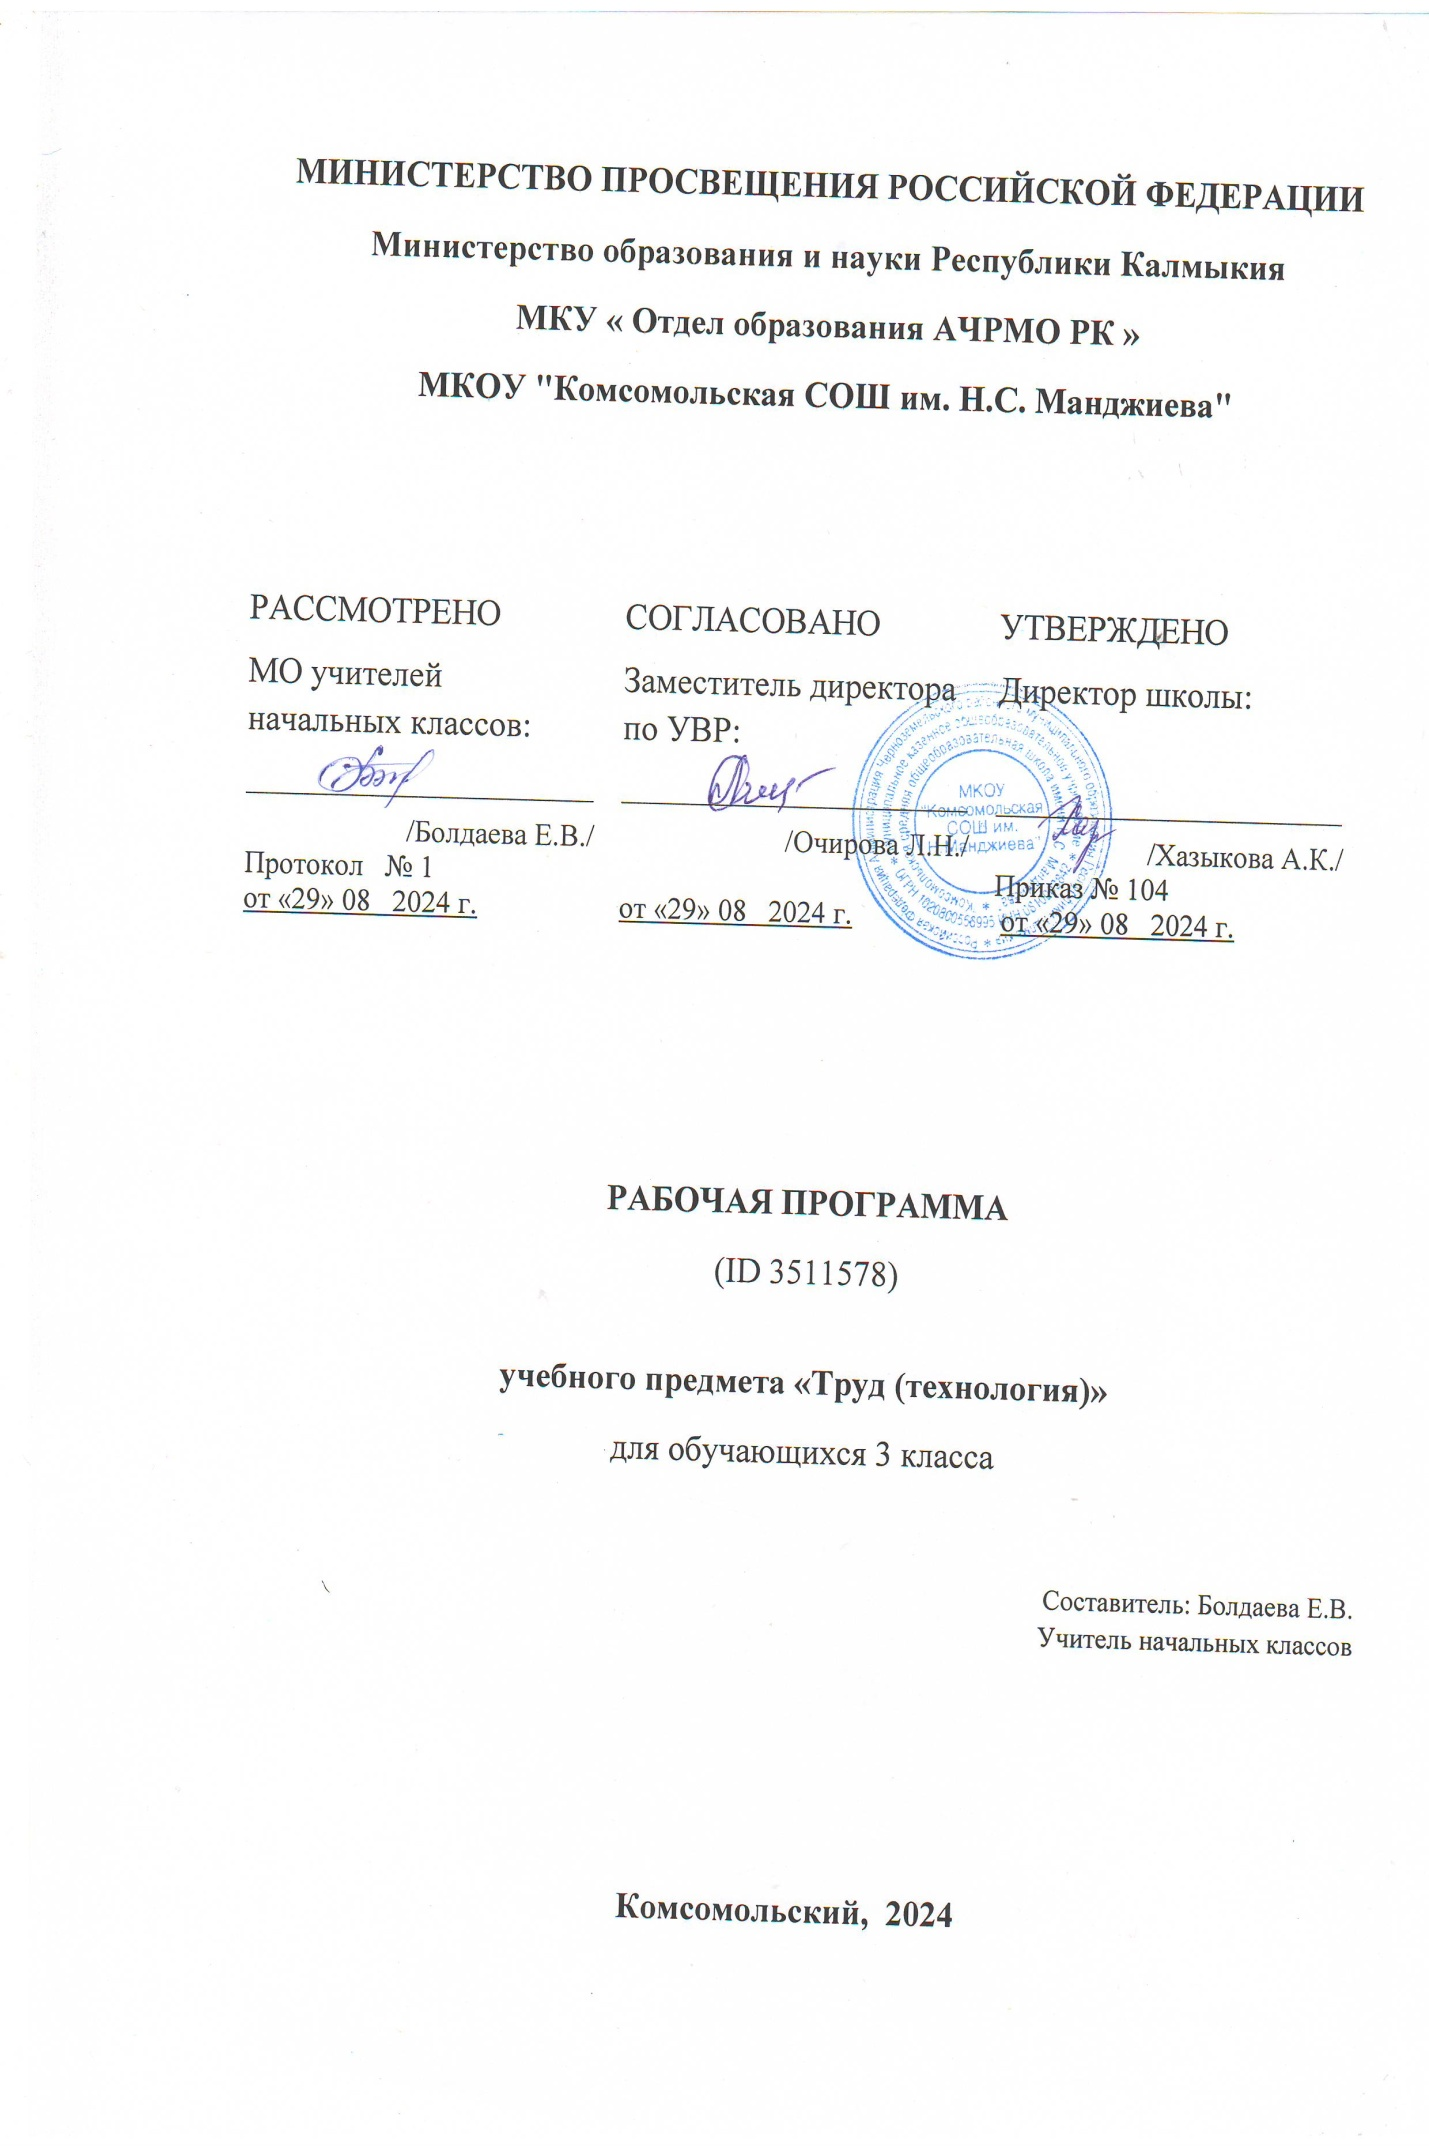 МИНИСТЕРСТВО ПРОСВЕЩЕНИЯ РОССИЙСКОЙ ФЕДЕРАЦИИ
Министерство образования и науки Республики Калмыкия
МКУ « Отдел образования АЧРМО РК »
МКОУ "Комсомольская СОШ им. Н.С. Манджиева"
РАССМОТРЕНО
МО учителей
начальных классов:
/Болдаева Е.В./
Протокол № 1
от «29» 08 2024 г.
СОГЛАСОВАНО
Заместитель директора
по УВР:
/Очирова Л.Н./
от «29» 08 2024 г.
УТВЕРЖДЕНО
Директор школы:
/Хазыкова А.К./
Приказ № 104
от «29» 08 2024 г.
МКОУ
"Комсомольская
СОШ им.
Н.Манджиева"
РАБОЧАЯ ПРОГРАММА
(ID 3511578)
учебного предмета «Труд (технология)»
для обучающихся 3 класса
Составитель: Болдаева Е.В.
Учитель начальных классов
Комсомольский, 2024